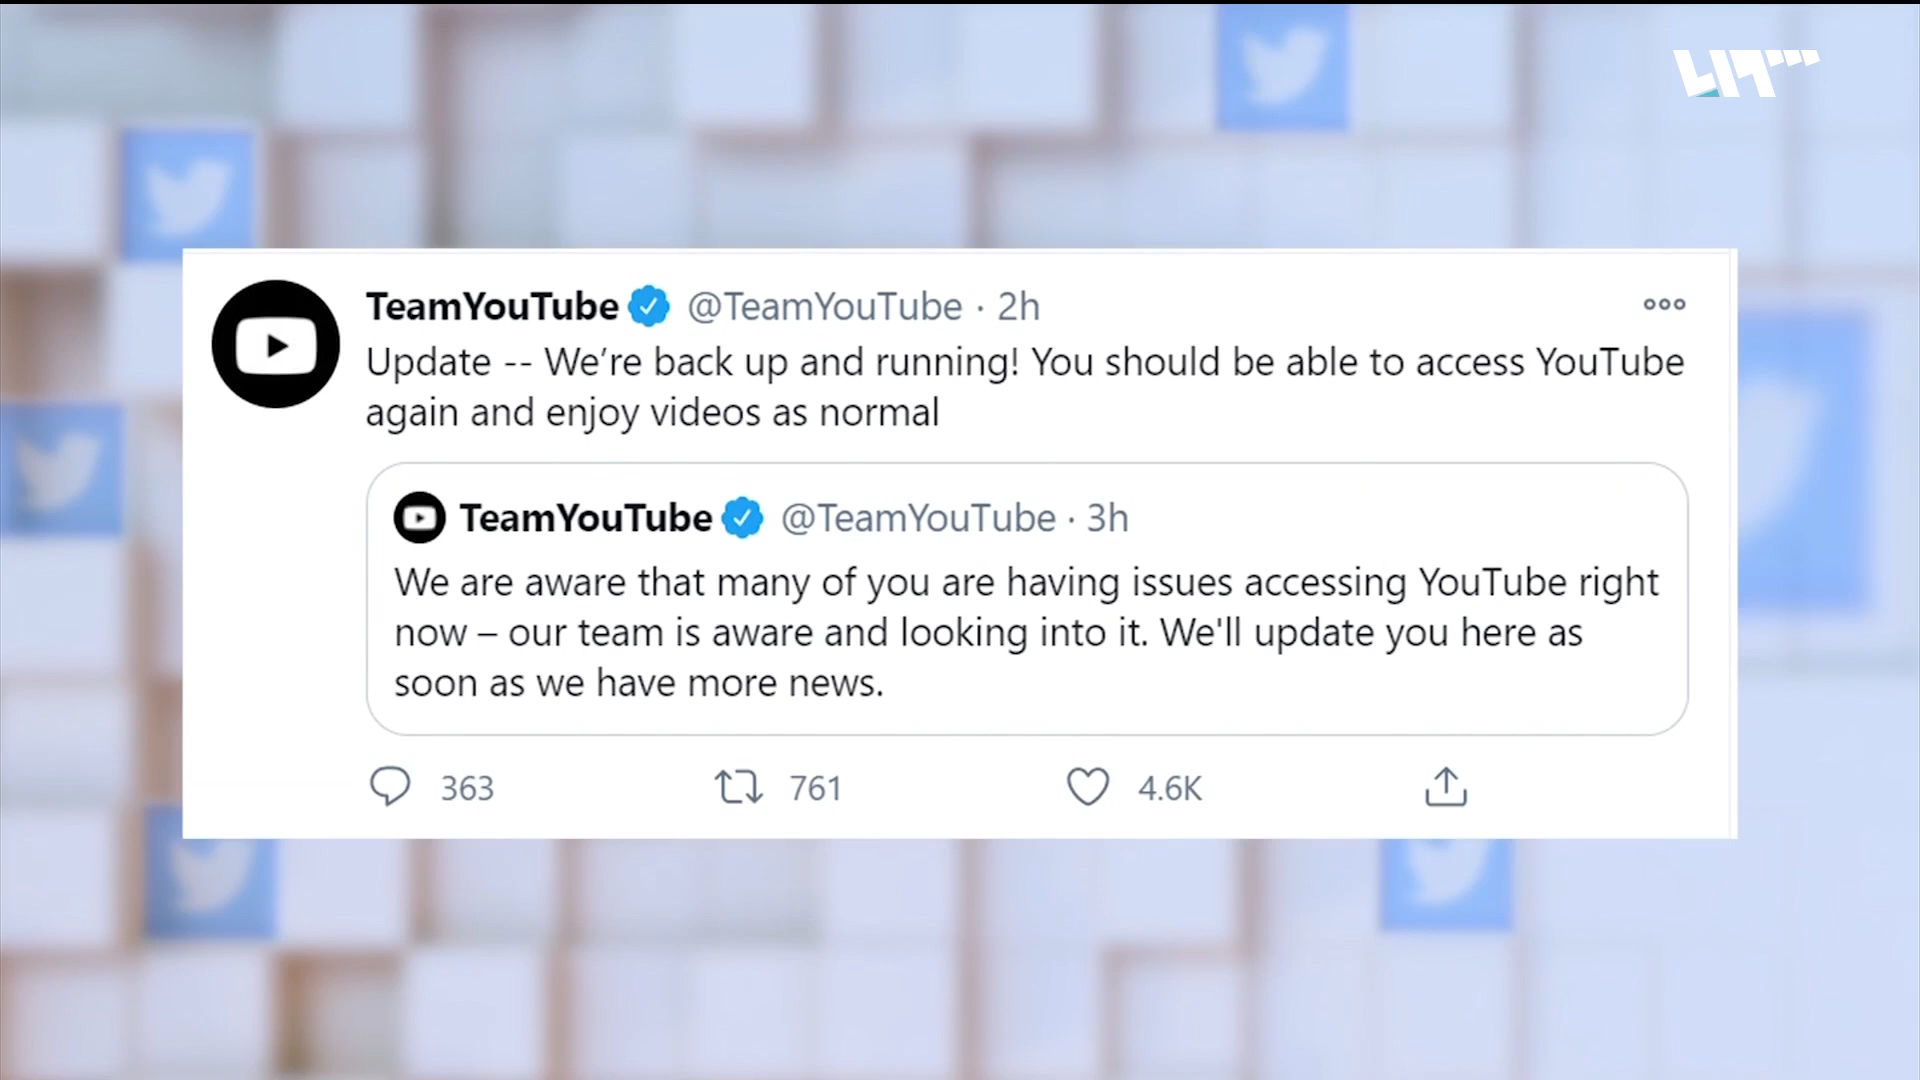 LIT
TeamYouTube @TeamYouTube · 2h
Update -- We’re back up and running! You should be able to access YouTube
again and enjoy videos as normal
TeamYouTube @TeamYouTube · 3h
We are aware that many of you are having issues accessing YouTube right
now – our team is aware and looking into it. We'll update you here as
soon as we have more news.
363 761 4.6K